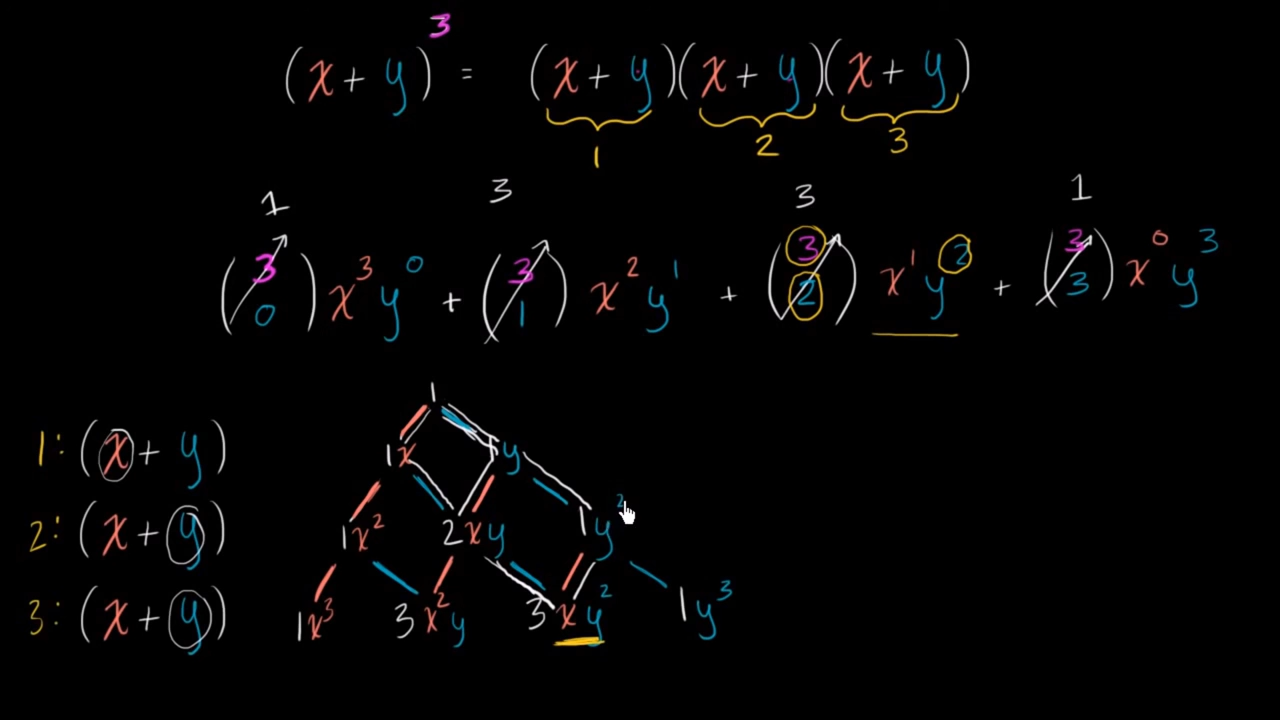 (x + y)³ = (x + y)(x + y)(x + y)
1 2 3
1 3 3 1
(3 0) x³ y⁰ + (3 1) x² y¹ + (3 2) x¹ y² + (3 3) x⁰ y³
1
1: (x + y) 1x 1y
2: (x + y) 1x² 2xy 1y²
3: (x + y) 1x³ 3x²y 3xy² 1y³